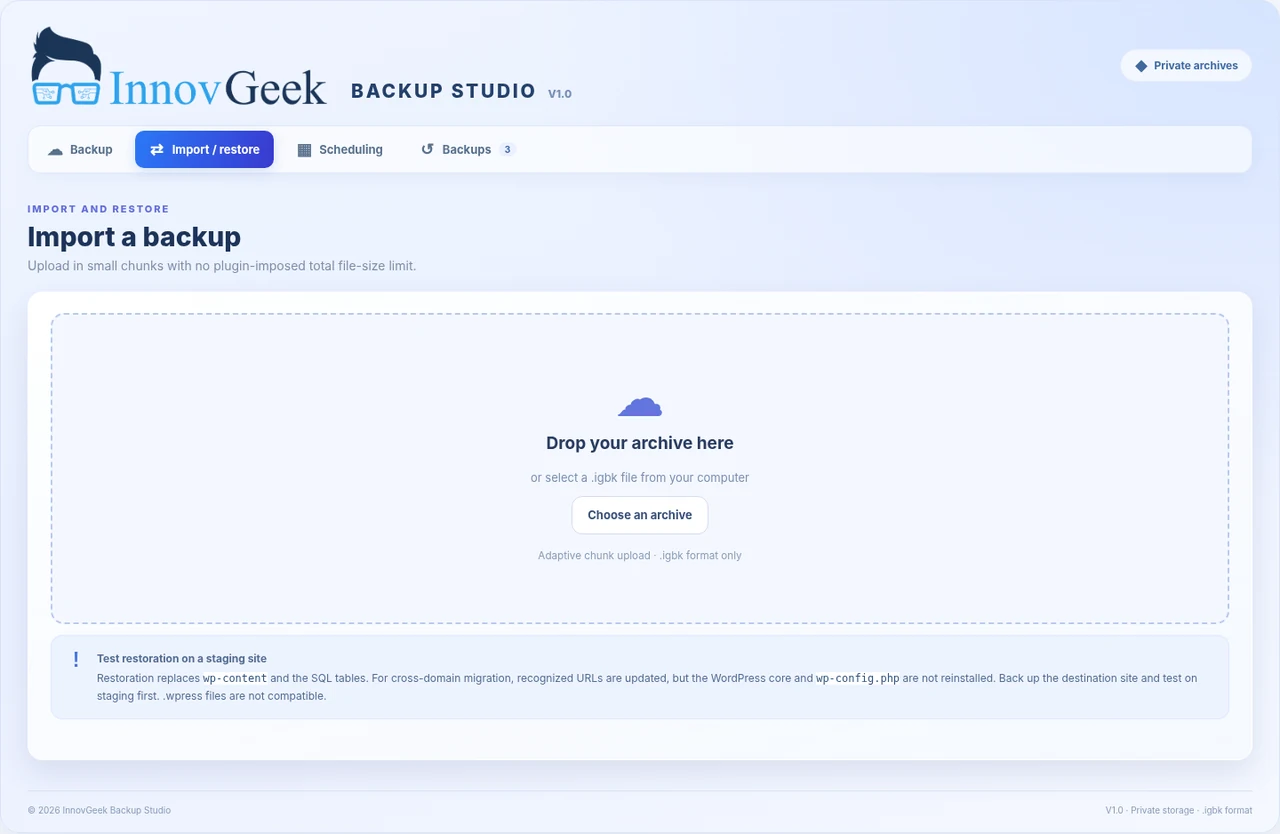 InnovGeek
BACKUP STUDIO V1.0
Private archives
Backup
Import / restore
Scheduling
Backups 3
IMPORT AND RESTORE
Import a backup
Upload in small chunks with no plugin-imposed total file-size limit.
Drop your archive here
or select a .igbk file from your computer
Choose an archive
Adaptive chunk upload · .igbk format only
! Test restoration on a staging site
Restoration replaces wp-content and the SQL tables. For cross-domain migration, recognized URLs are updated, but the WordPress core and wp-config.php are not reinstalled. Back up the destination site and test on
staging first. .wpress files are not compatible.
© 2026 InnovGeek Backup Studio
V1.0 · Private storage · .igbk format